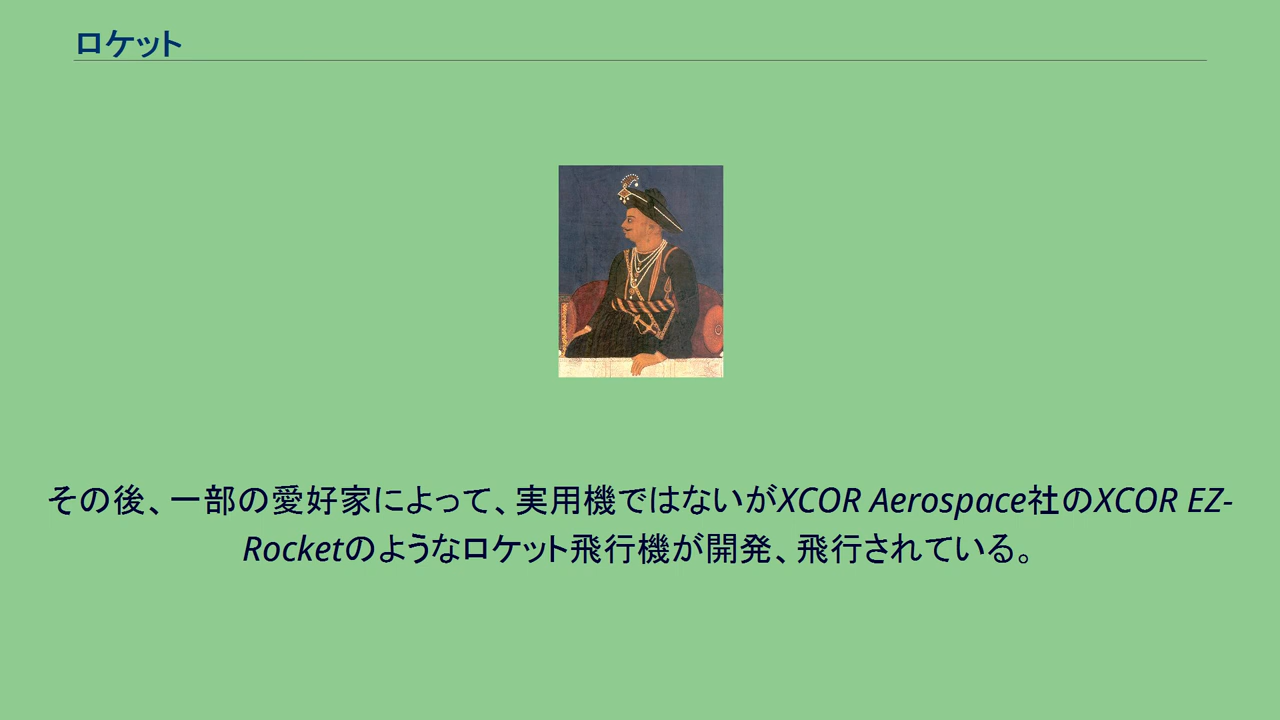 ロケット
その後、一部の愛好家によって、実用機ではないがXCOR Aerospace社のXCOR EZ-
Rocketのようなロケット飛行機が開発、飛行されている。